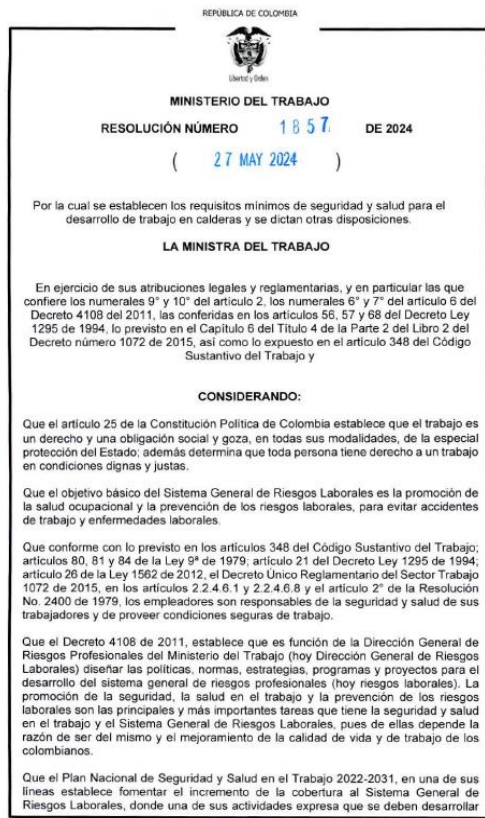 REPÚBLICA DE COLOMBIA
Libertad y Orden
MINISTERIO DEL TRABAJO
RESOLUCIÓN NÚMERO 1857 DE 2024
( 27 MAY 2024 )
Por la cual se establecen los requisitos mínimos de seguridad y salud para el
desarrollo de trabajo en calderas y se dictan otras disposiciones.
LA MINISTRA DEL TRABAJO
En ejercicio de sus atribuciones legales y reglamentarias, y en particular las que
confiere los numerales 9° y 10° del artículo 2, los numerales 6° y 7° del artículo 6 del
Decreto 4108 del 2011, las conferidas en los artículos 56, 57 y 68 del Decreto Ley
1295 de 1994, lo previsto en el Capítulo 6 del Título 4 de la Parte 2 del Libro 2 del
Decreto número 1072 de 2015, así como lo expuesto en el artículo 348 del Código
Sustantivo del Trabajo y
CONSIDERANDO:
Que el artículo 25 de la Constitución Política de Colombia establece que el trabajo es
un derecho y una obligación social y goza, en todas sus modalidades, de la especial
protección del Estado; además determina que toda persona tiene derecho a un trabajo
en condiciones dignas y justas.
Que el objetivo básico del Sistema General de Riesgos Laborales es la promoción de
la salud ocupacional y la prevención de los riesgos laborales, para evitar accidentes
de trabajo y enfermedades laborales.
Que conforme con lo previsto en los artículos 348 del Código Sustantivo del Trabajo;
artículos 80, 81 y 84 de la Ley 9ª de 1979; artículo 21 del Decreto Ley 1295 de 1994;
artículo 26 de la Ley 1562 de 2012, el Decreto Único Reglamentario del Sector Trabajo
1072 de 2015, en los artículos 2.2.4.6.1 y 2.2.4.6.8 y el artículo 2° de la Resolución
No. 2400 de 1979, los empleadores son responsables de la seguridad y salud de sus
trabajadores y de proveer condiciones seguras de trabajo.
Que el Decreto 4108 de 2011, establece que es función de la Dirección General de
Riesgos Profesionales del Ministerio del Trabajo (hoy Dirección General de Riesgos
Laborales) diseñar las políticas, normas, estrategias, programas y proyectos para el
desarrollo del sistema general de riesgos profesionales (hoy riesgos laborales). La
promoción de la seguridad, la salud en el trabajo y la prevención de los riesgos
laborales son las principales y más importantes tareas que tiene la seguridad y salud
en el trabajo y el Sistema General de Riesgos Laborales, pues de ellas depende la
razón de ser del mismo y el mejoramiento de la calidad de vida y de trabajo de los
colombianos.
Que el Plan Nacional de Seguridad y Salud en el Trabajo 2022-2031, en una de sus
líneas establece fomentar el incremento de la cobertura al Sistema General de
Riesgos Laborales, donde una de sus actividades expresa que se deben desarrollar